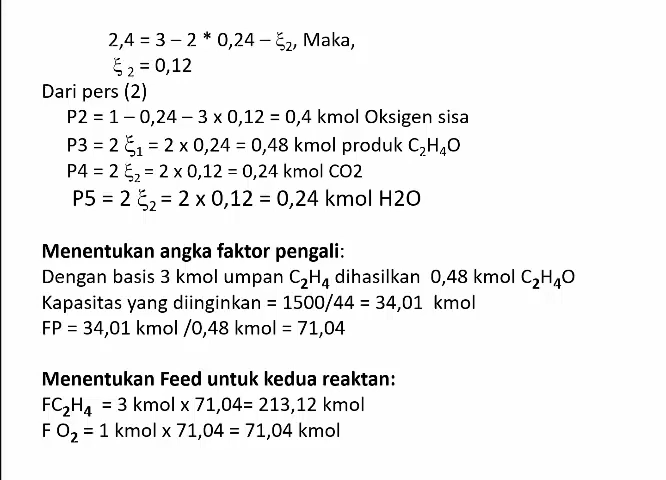 2,4 = 3 – 2 * 0,24 – ξ₂, Maka,
ξ ₂ = 0,12
Dari pers (2)
P2 = 1 – 0,24 – 3 x 0,12 = 0,4 kmol Oksigen sisa
P3 = 2 ξ₁ = 2 x 0,24 = 0,48 kmol produk C₂H₄O
P4 = 2 ξ₂ = 2 x 0,12 = 0,24 kmol CO2
P5 = 2 ξ₂ = 2 x 0,12 = 0,24 kmol H2O
Menentukan angka faktor pengali:
Dengan basis 3 kmol umpan C₂H₄ dihasilkan 0,48 kmol C₂H₄O
Kapasitas yang diinginkan = 1500/44 = 34,01 kmol
FP = 34,01 kmol /0,48 kmol = 71,04
Menentukan Feed untuk kedua reaktan:
FC₂H₄ = 3 kmol x 71,04= 213,12 kmol
F O₂ = 1 kmol x 71,04 = 71,04 kmol